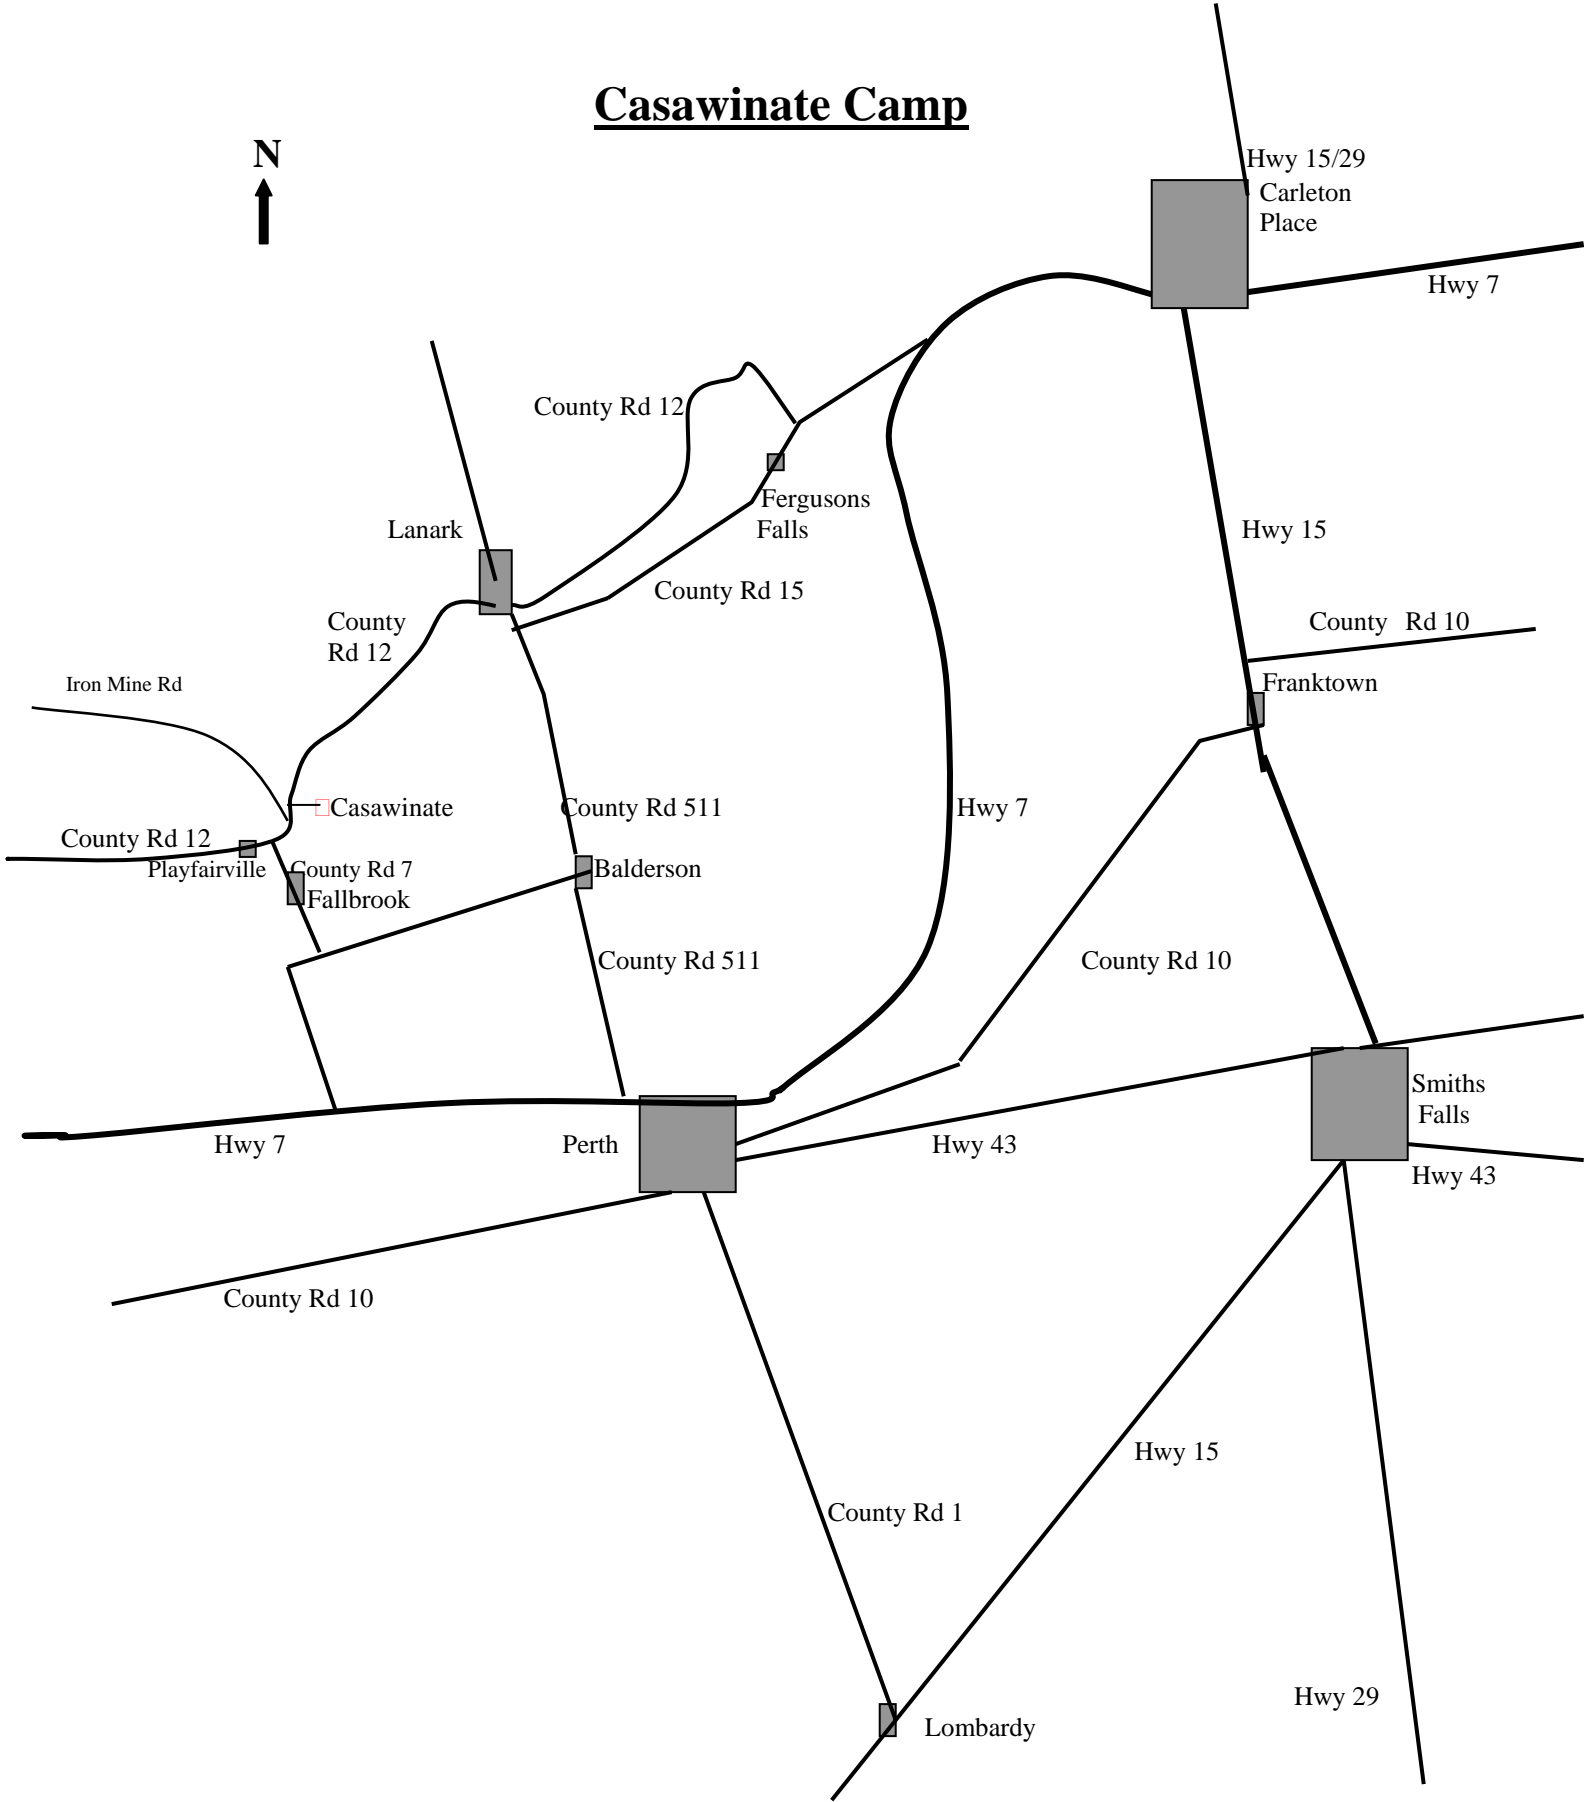 Casawinate Camp
N
Hwy 15/29
Carleton
Place
Hwy 7
County Rd 12
Fergusons
Falls
Lanark
Hwy 15
County Rd 15
County
Rd 12
County Rd 10
Iron Mine Rd
Franktown
Casawinate
County Rd 511
Hwy 7
County Rd 12
Playfairville
County Rd 7
Fallbrook
Balderson
County Rd 511
County Rd 10
Smiths
Falls
Hwy 7
Perth
Hwy 43
Hwy 43
County Rd 10
Hwy 15
County Rd 1
Hwy 29
Lombardy